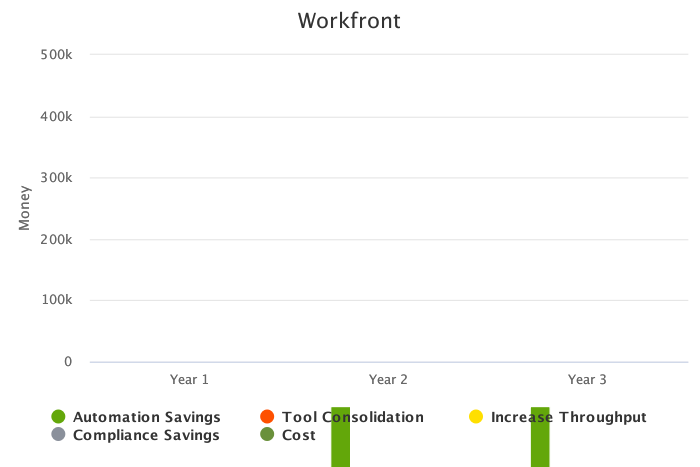 Workfront
500k
400k
300k
200k
100k
0
Money
Year 1 Year 2 Year 3
Automation Savings Tool Consolidation Increase Throughput
Compliance Savings Cost